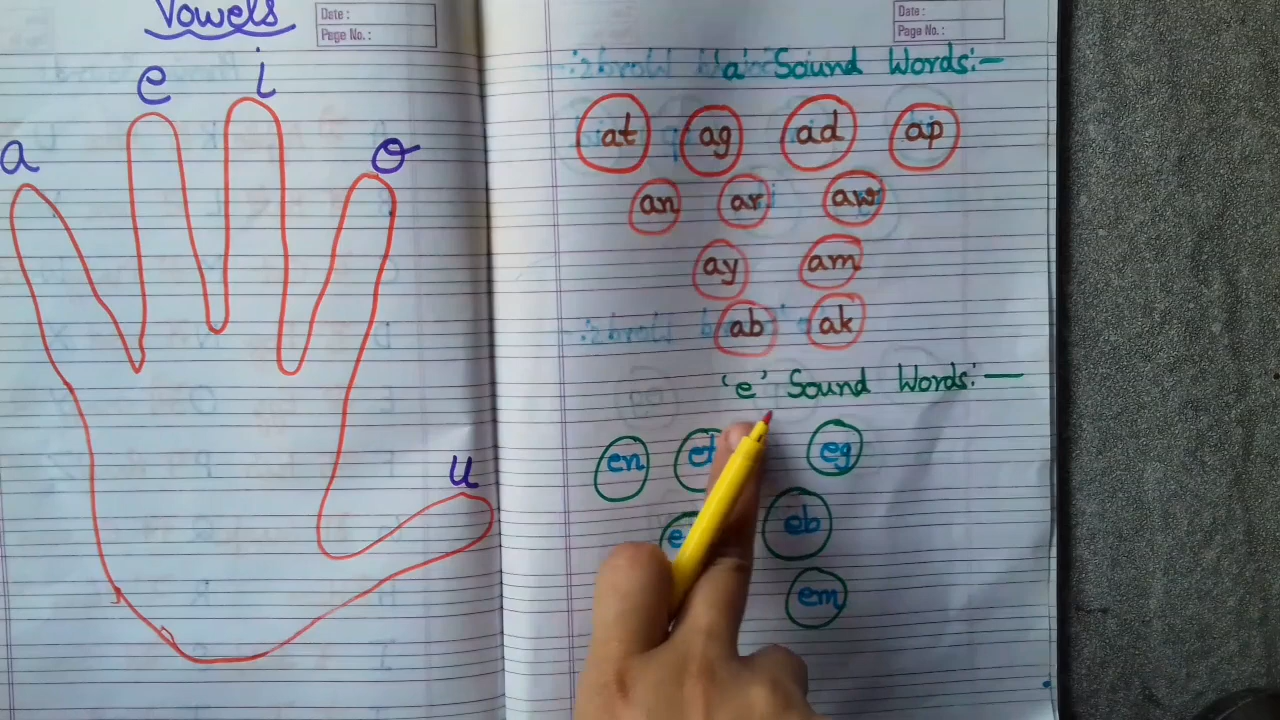 Vowels
Date :
Page No. :
a e i o u
Date :
Page No. :
'a' Sound Words:-
at ag ad ap
an ar aw
ay am
ab ak
'e' Sound Words:-
en eg
eb
em